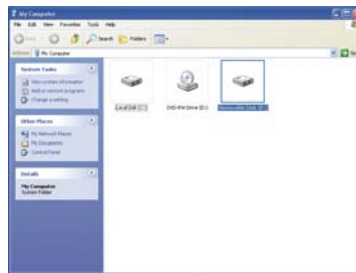 My Computer
File Edit View Favorites Tools Help
Back Search Folders
Address My Computer Go
System Tasks
View system information
Add or remove programs
Change a setting
Local Disk (C:)
DVD-RW Drive (D:)
Removable Disk
Other Places
My Network Places
My Documents
Control Panel
Details
My Computer
System Folder